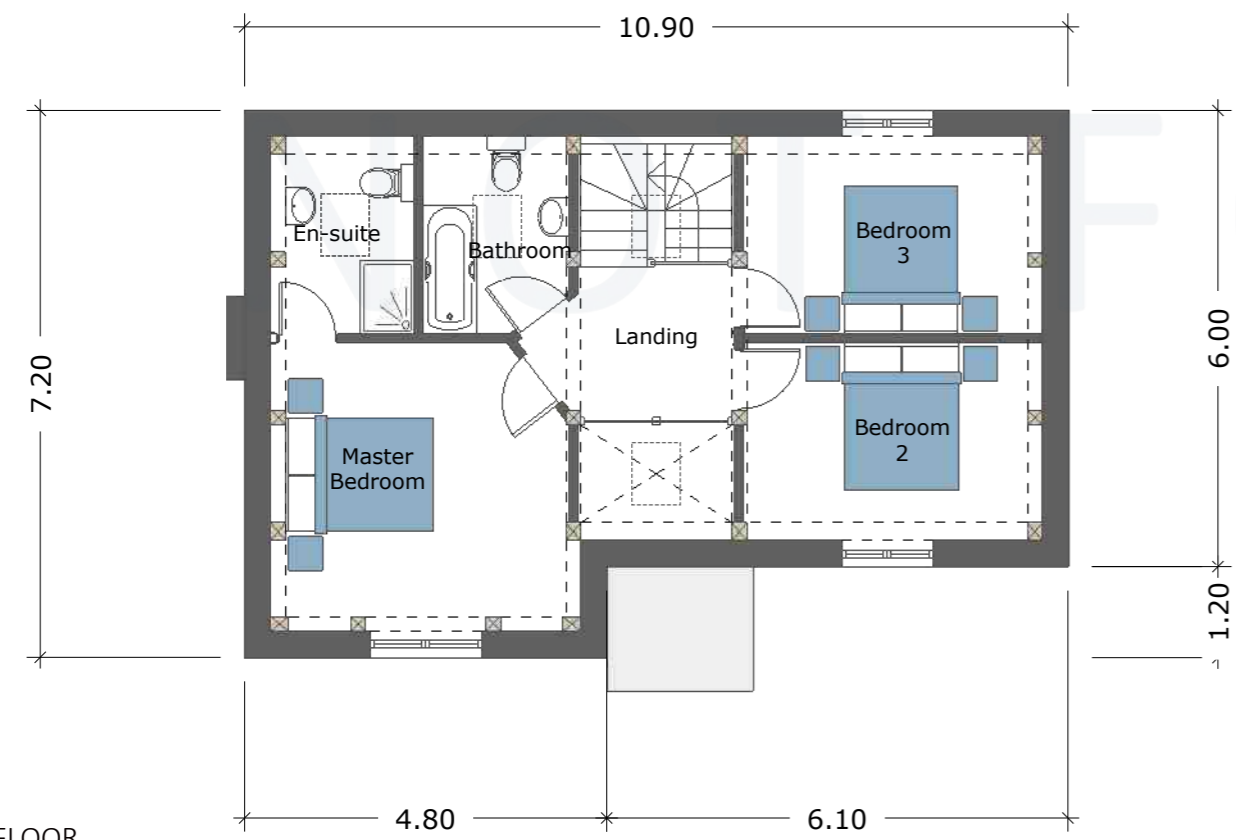 10.90
7.20
6.00
1.20
En-suite
Bathroom
Landing
Bedroom
3
Bedroom
2
Master
Bedroom
4.80
6.10
FLOOR